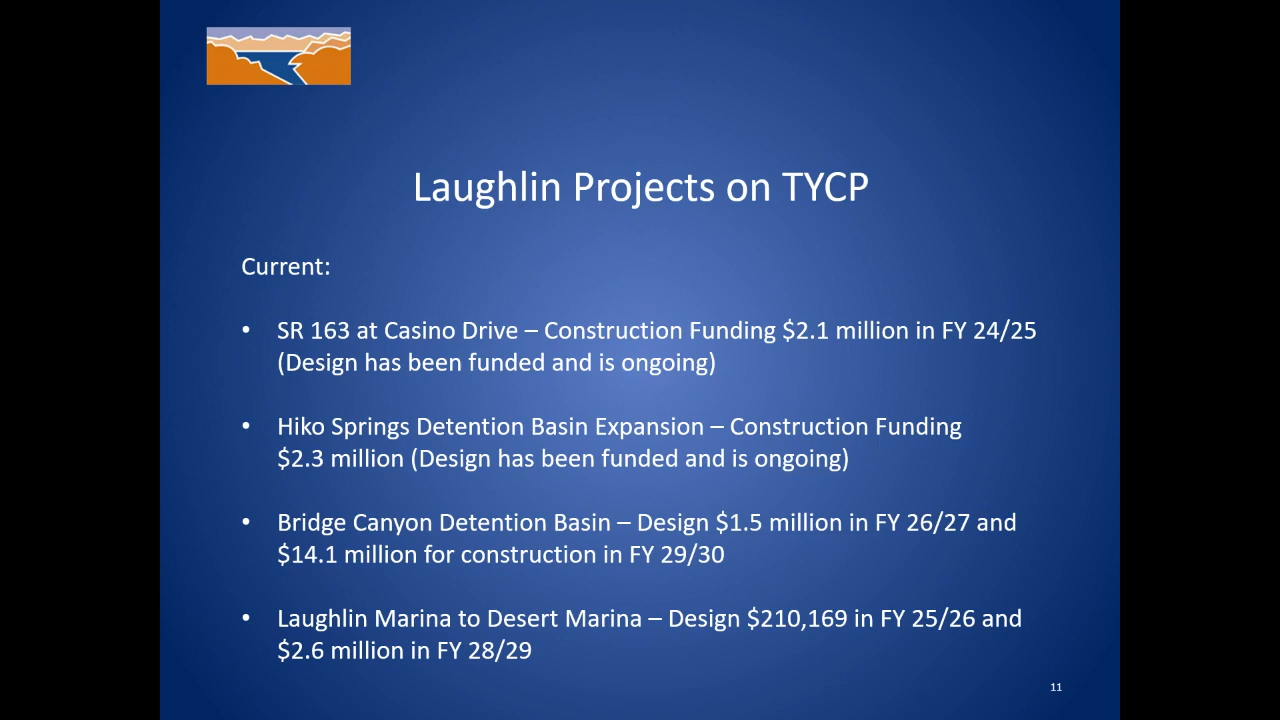 Laughlin Projects on TYCP
Current:
• SR 163 at Casino Drive – Construction Funding $2.1 million in FY 24/25
(Design has been funded and is ongoing)
• Hiko Springs Detention Basin Expansion – Construction Funding
$2.3 million (Design has been funded and is ongoing)
• Bridge Canyon Detention Basin – Design $1.5 million in FY 26/27 and
$14.1 million for construction in FY 29/30
• Laughlin Marina to Desert Marina – Design $210,169 in FY 25/26 and
$2.6 million in FY 28/29
11